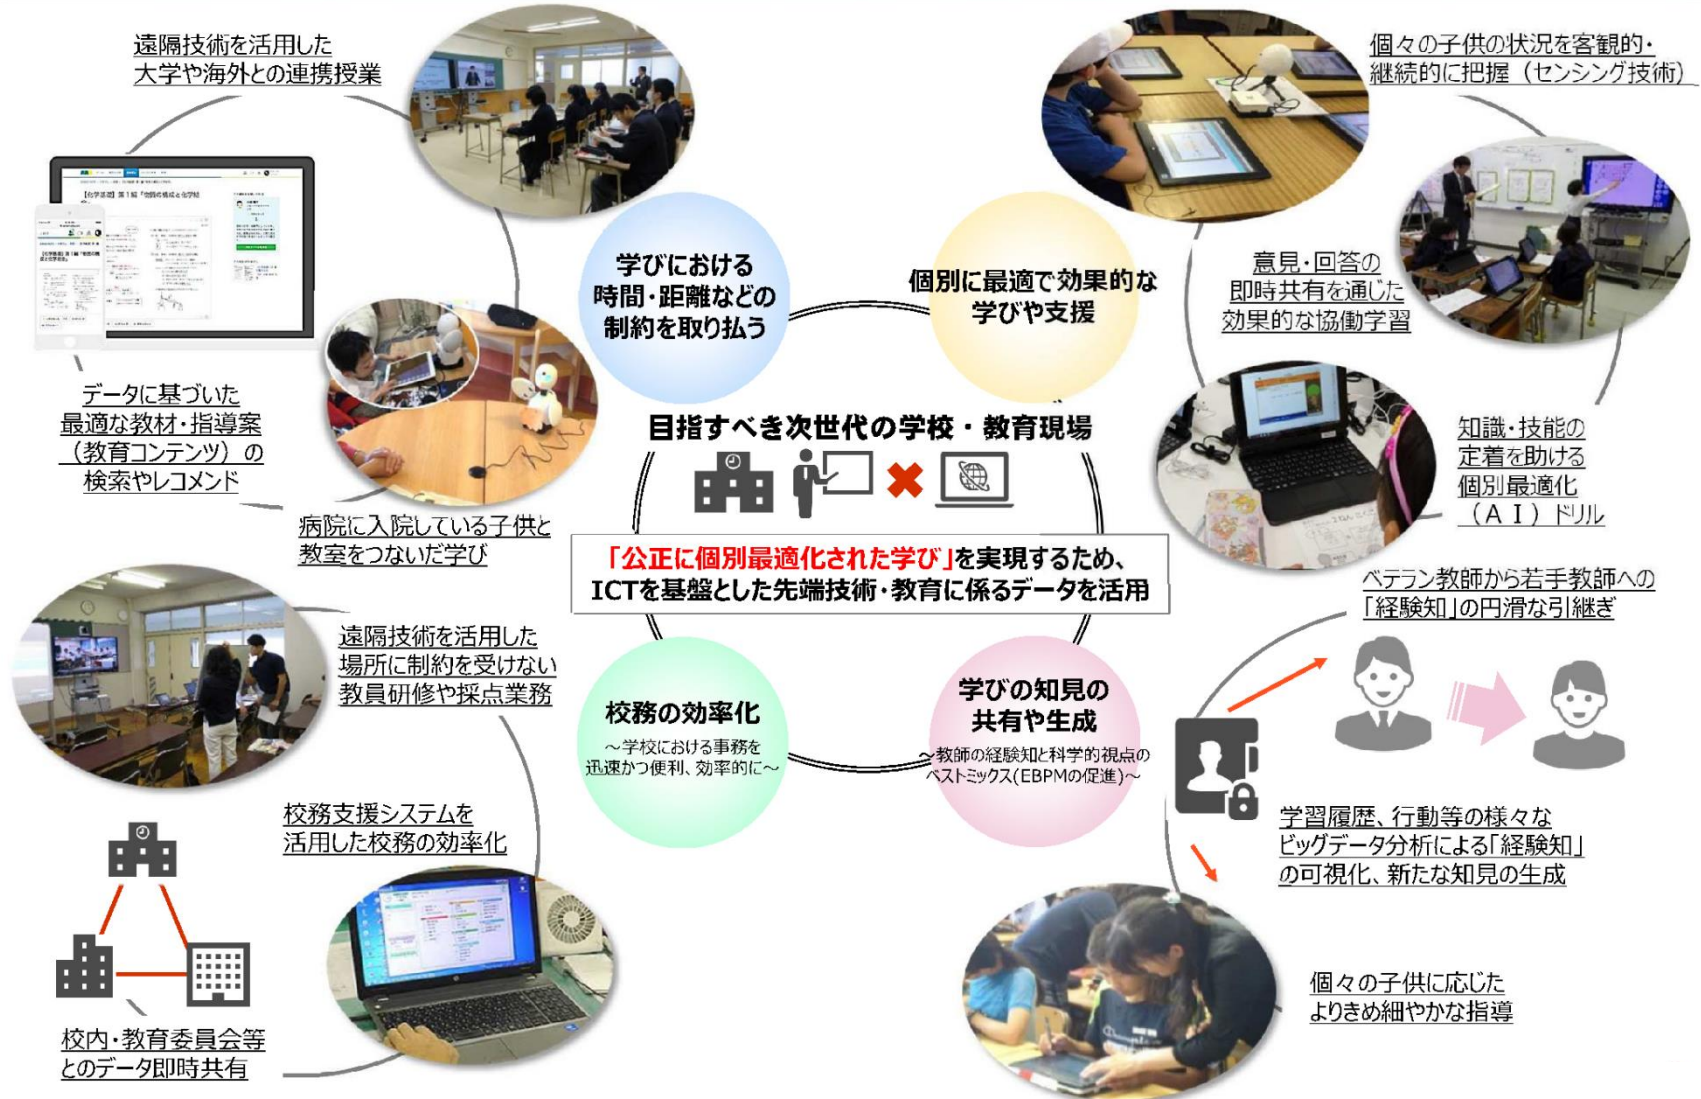 遠隔技術を活用した
大学や海外との連携授業
データに基づいた
最適な教材・指導案
（教育コンテンツ）の
検索やレコメンド
病院に入院している子供と
教室をつないだ学び
学びにおける
時間・距離などの
制約を取り払う
個別に最適で効果的な
学びや支援
個々の子供の状況を客観的・
継続的に把握（センシング技術）
意見・回答の
即時共有を通じた
効果的な協働学習
知識・技能の
定着を助ける
個別最適化
（ＡＩ）ドリル
目指すべき次世代の学校・教育現場
「公正に個別最適化された学び」を実現するため、
ICTを基盤とした先端技術・教育に係るデータを活用
遠隔技術を活用した
場所に制約を受けない
教員研修や採点業務
校務支援システムを
活用した校務の効率化
校内・教育委員会等
とのデータ即時共有
校務の効率化
～学校における事務を
迅速かつ便利、効率的に～
学びの知見の
共有や生成
～教師の経験知と科学的視点の
ベストミックス(EBPMの促進)～
ベテラン教師から若手教師への
「経験知」の円滑な引継ぎ
学習履歴、行動等の様々な
ビッグデータ分析による「経験知」
の可視化、新たな知見の生成
個々の子供に応じた
よりきめ細やかな指導